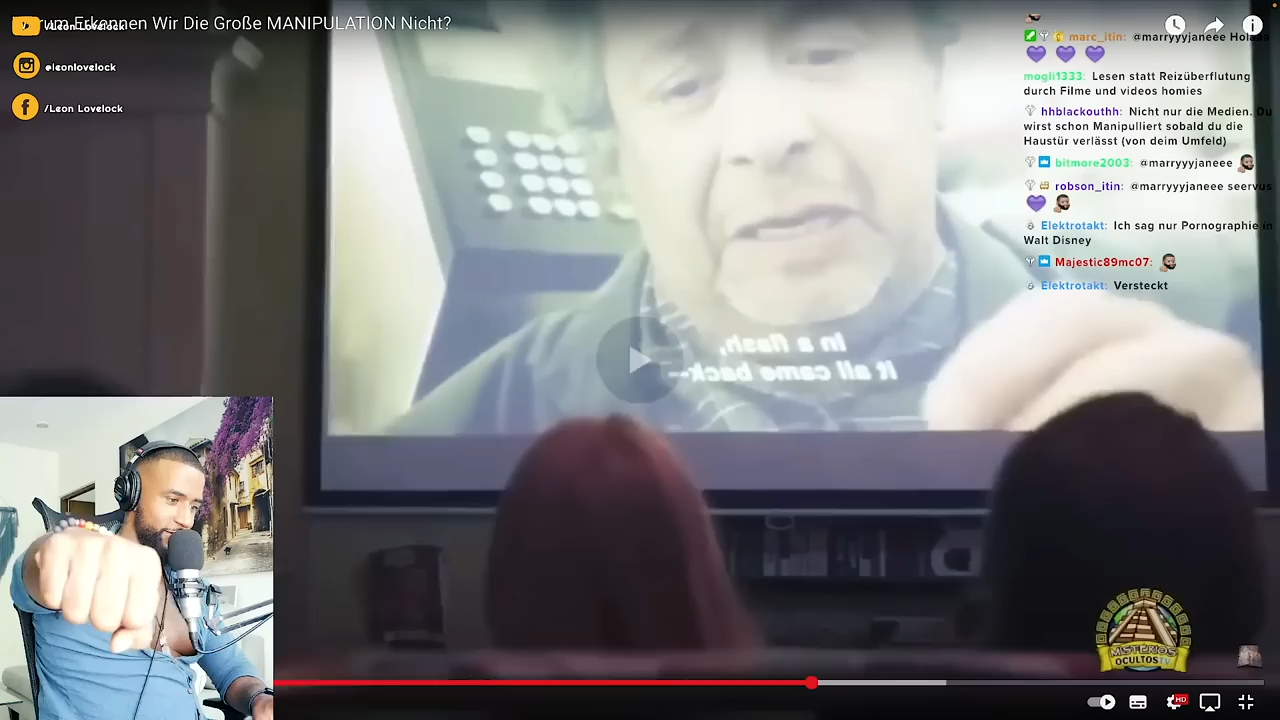 Erkennen Wir Die Große MANIPULATION Nicht?
/Leon Lovelock
@leonlovelock
/Leon Lovelock
marc_itin: @marryyyjaneee
mogli1333: Lesen statt Reizüberflutung
durch Filme und videos homies
hhblackouthh: Nicht nur die Medien. Du
wirst schon Manipulliert sobald du die
Haustür verlässt (von deim Umfeld)
bitmore2003: @marryyyjaneee
robson_itin: @marryyyjaneee seervus
Elektrotakt: Ich sag nur Pornographie in
Walt Disney
Majestic89mc07:
Elektrotakt: Versteckt
In a flash,
it all came back--
MISTERIOS
OCULTOS TV
HD